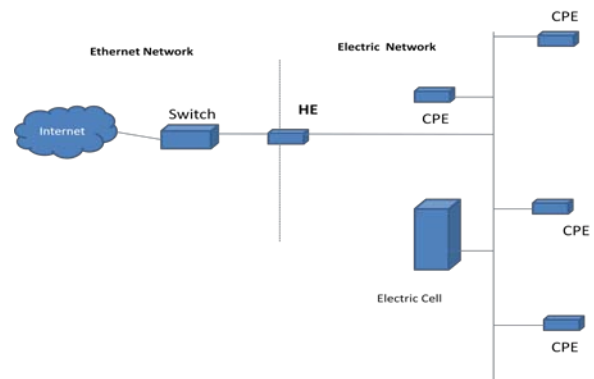 CPE
Ethernet Network
Electric Network
Switch
HE
CPE
Internet
CPE
Electric Cell
CPE